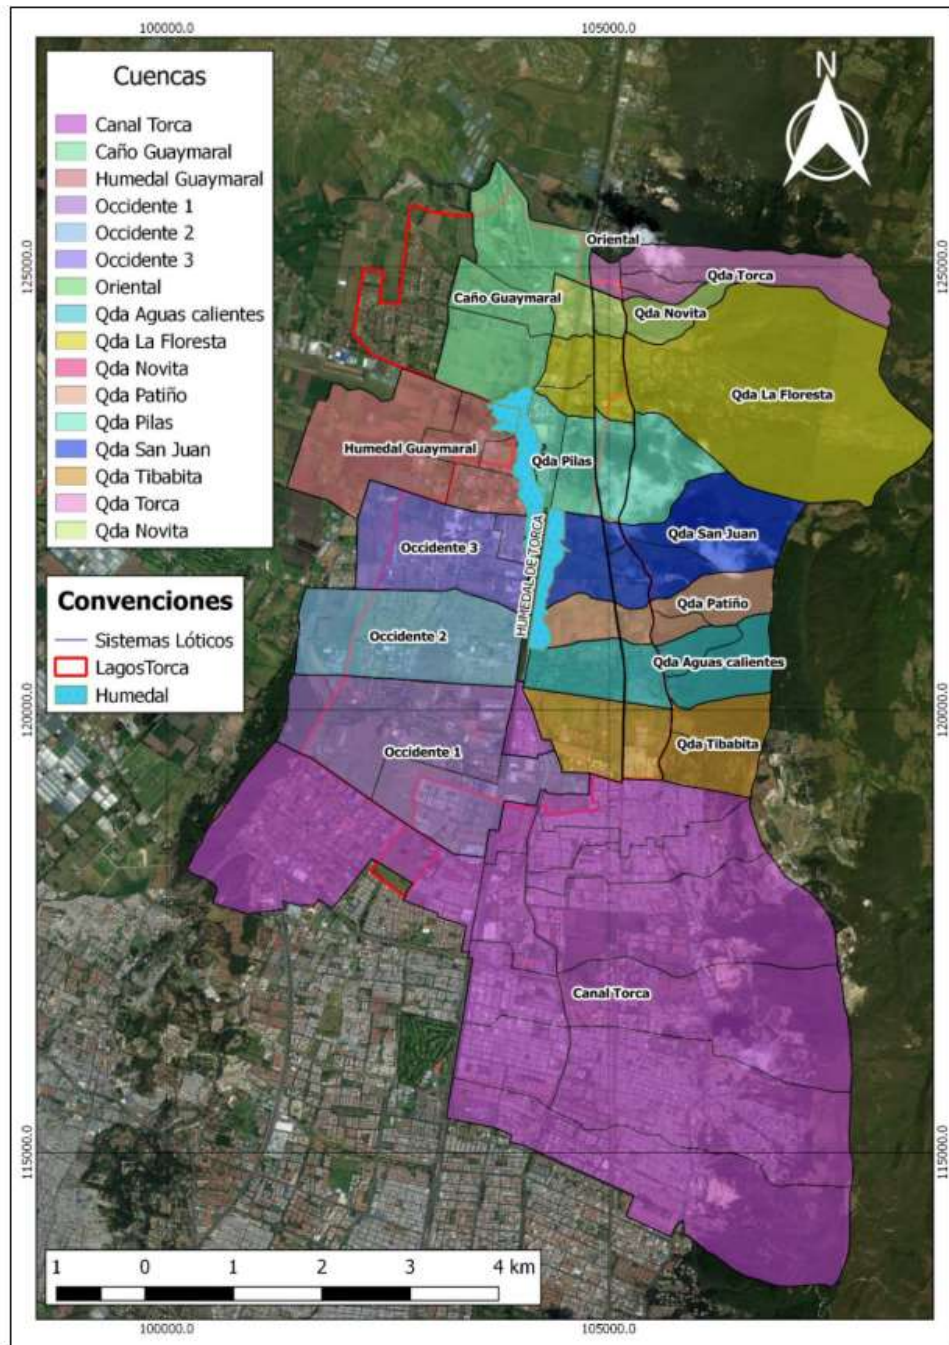 100000.0
105000.0
Cuencas
Canal Torca
Caño Guaymaral
Humedal Guaymaral
Occidente 1
Occidente 2
Occidente 3
Oriental
Qda Aguas calientes
Qda La Floresta
Qda Novita
Qda Patiño
Qda Pilas
Qda San Juan
Qda Tibabita
Qda Torca
Qda Novita
Convenciones
Sistemas Lóticos
LagosTorca
Humedal
N
125000.0
125000.0
Oriental
Qda Torca
Caño Guaymaral
Qda Novita
Qda La Floresta
Humedal Guaymaral
Qda Pilas
Occidente 3
HUMEDAL DE TORCA
Qda San Juan
Qda Patiño
Occidente 2
Qda Aguas calientes
120000.0
120000.0
Occidente 1
Qda Tibabita
Canal Torca
115000.0
115000.0
1 0 1 2 3 4 km
100000.0
105000.0